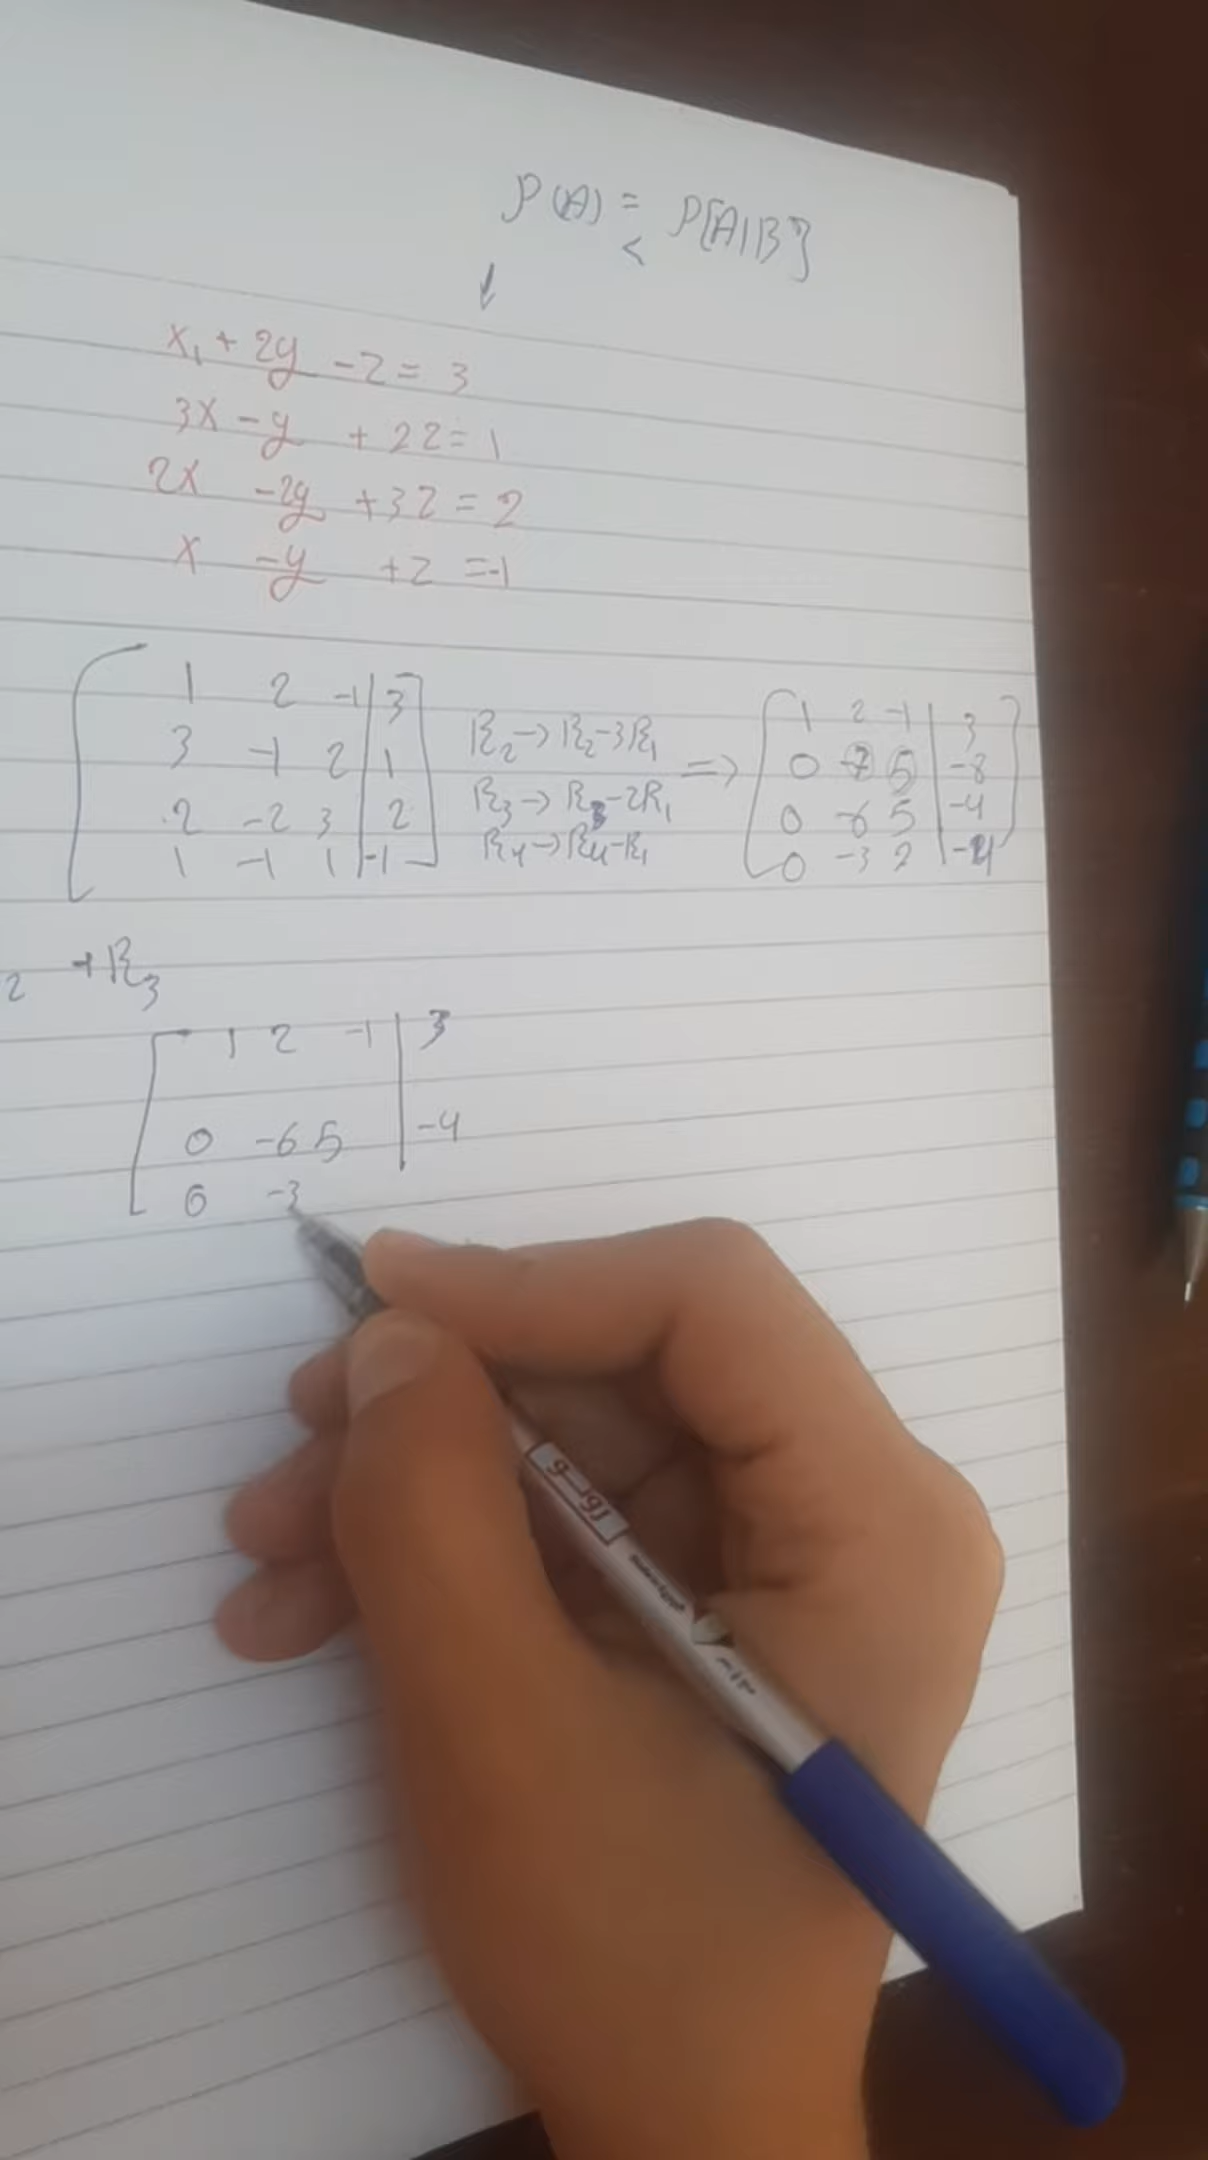 P(A) = P[A|B]
<
↓
x₁ + 2y - z = 3
3x - y + 2z = 1
2x - 2y + 3z = 2
x - y + z = -1
1 2 -1 | 3
3 -1 2 | 1
2 -2 3 | 2
1 -1 1 | -1
R₂ → R₂ - 3R₁
R₃ → R₃ - 2R₁
R₄ → R₄ - R₁
=>
1 2 -1 | 3
0 -7 5 | -8
0 -6 5 | -4
0 -3 2 | -4
2 + R₃
1 2 -1 | 3
0 -6 5 | -4
0 -3